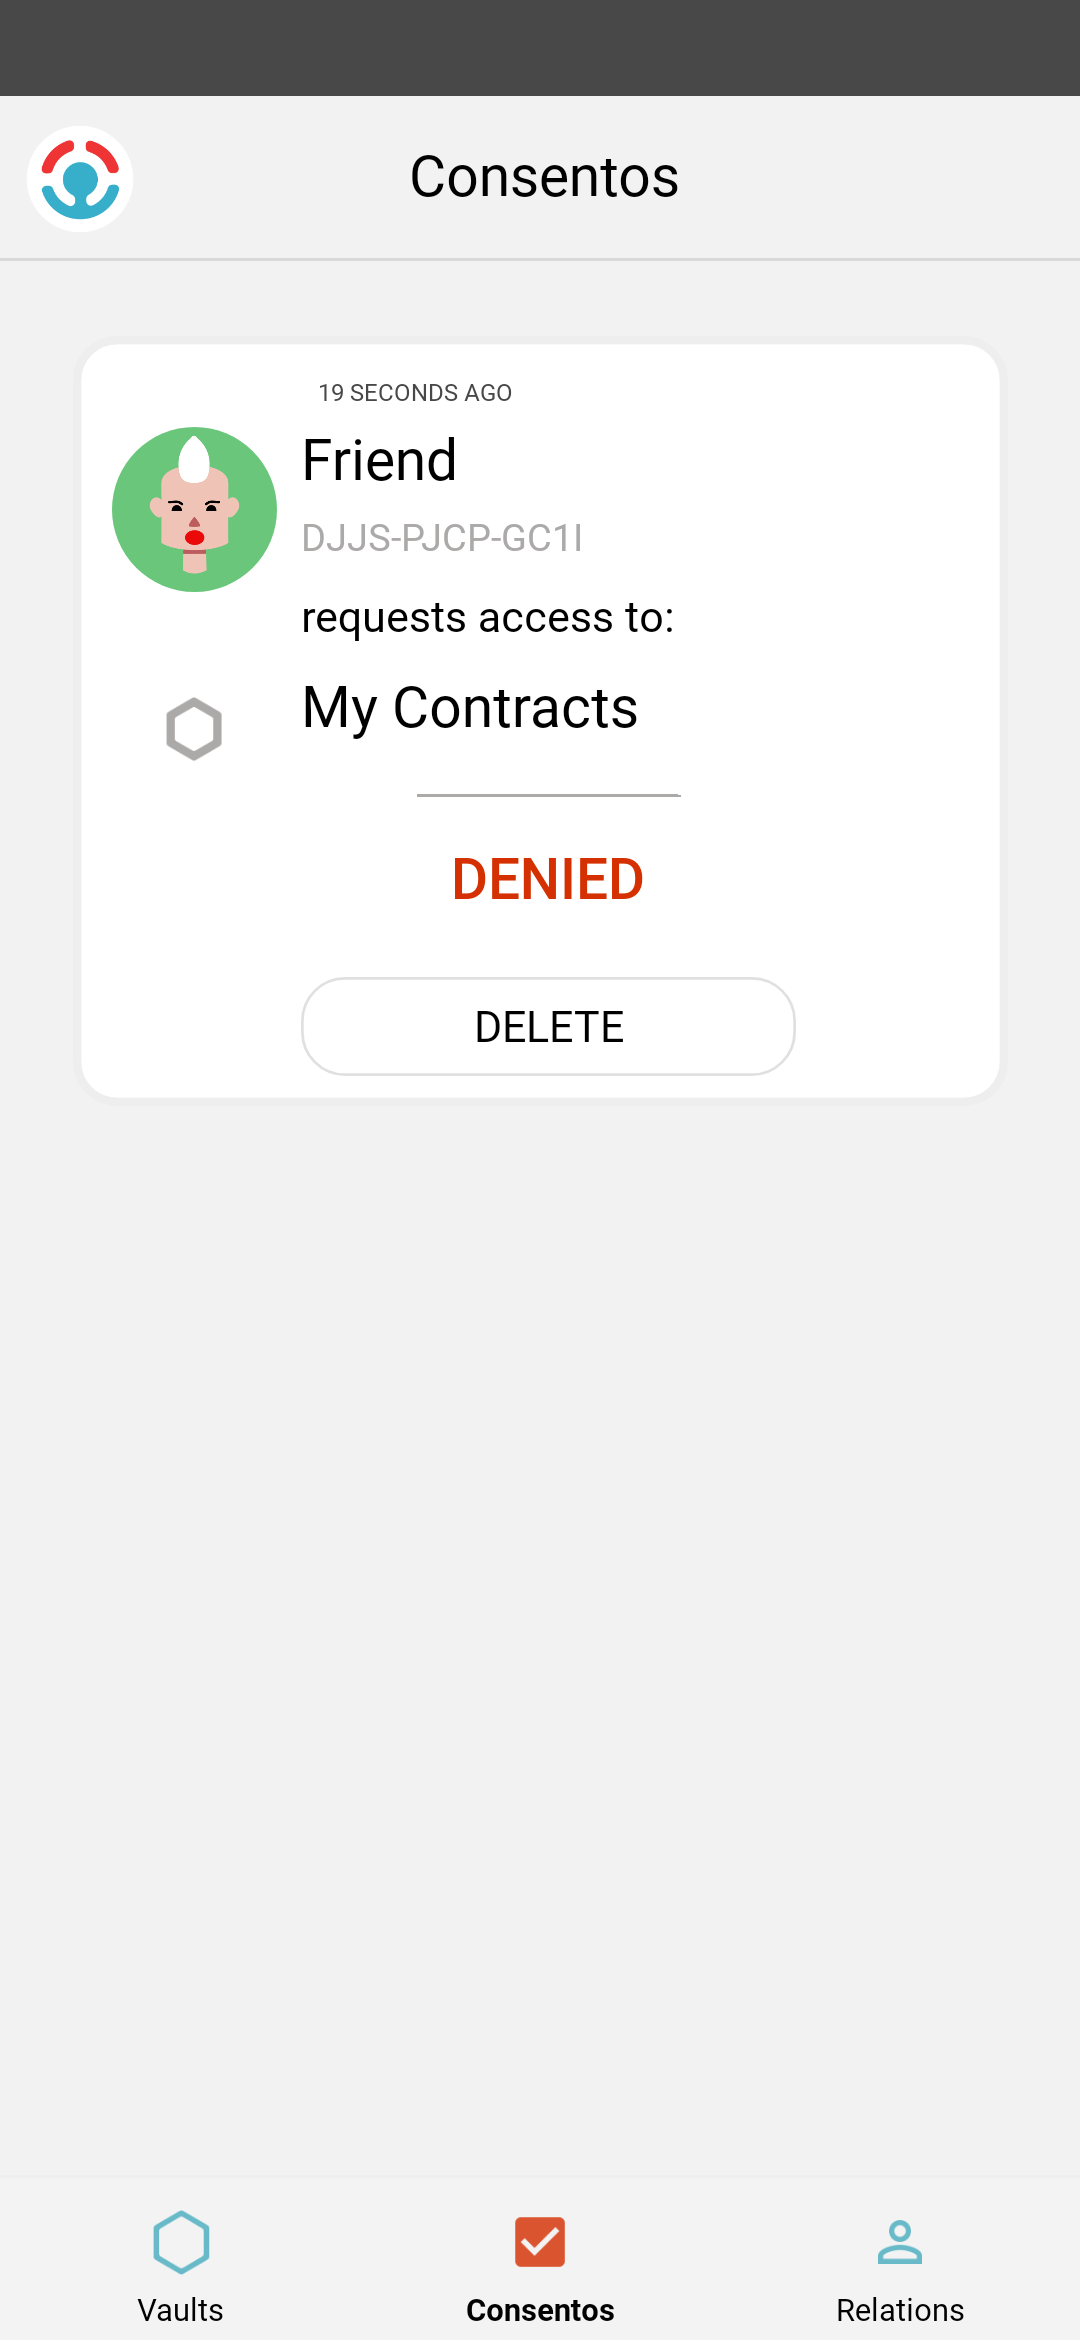 Consentos
19 SECONDS AGO
Friend
DJJS-PJCP-GC1I
requests access to:
My Contracts
DENIED
DELETE
Vaults
Consentos
Relations